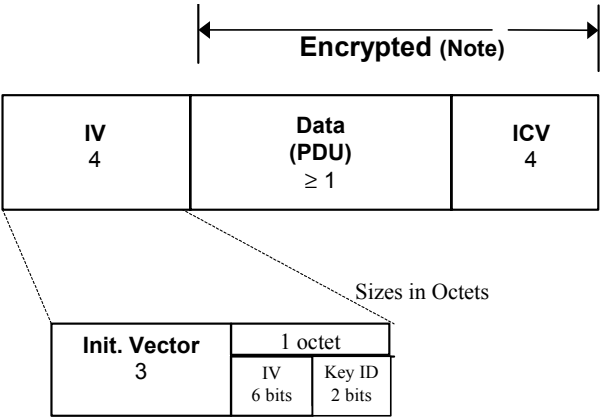 Encrypted (Note)
IV
4
Data
(PDU)
≥ 1
ICV
4
Sizes in Octets
Init. Vector
3
1 octet
IV
6 bits
Key ID
2 bits